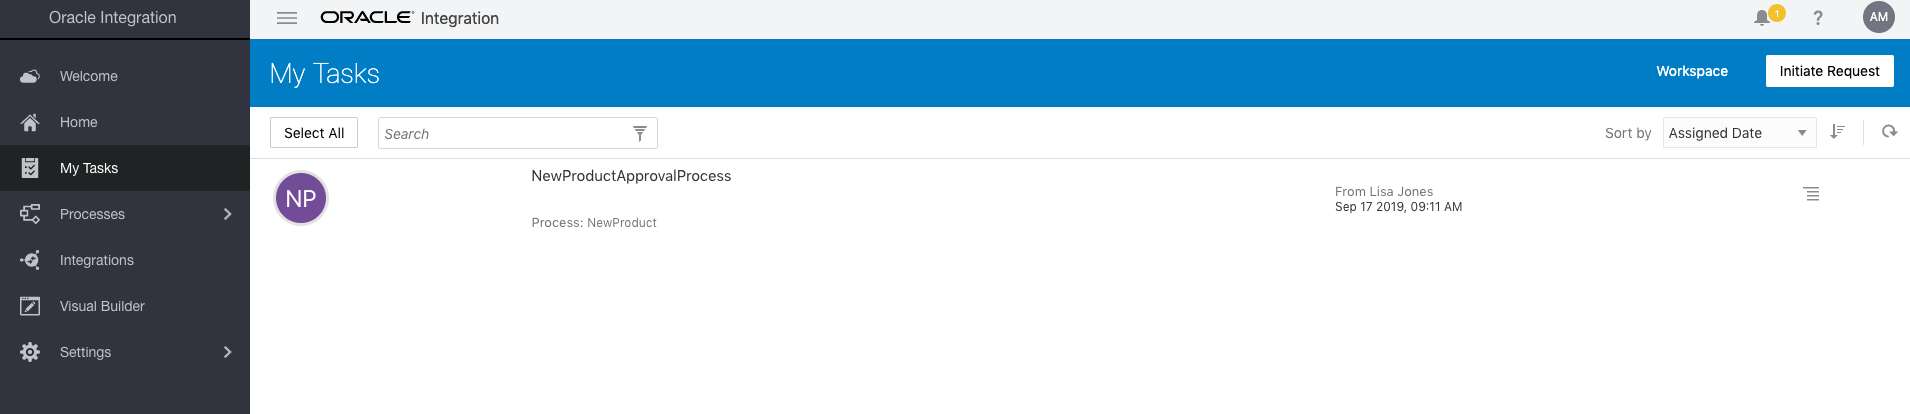 Oracle Integration
ORACLE Integration
1
?
AM
Welcome
Home
My Tasks
Processes
Integrations
Visual Builder
Settings
My Tasks
Workspace
Initiate Request
Select All
Search
Sort by
Assigned Date
NP
NewProductApprovalProcess
Process: NewProduct
From Lisa Jones
Sep 17 2019, 09:11 AM